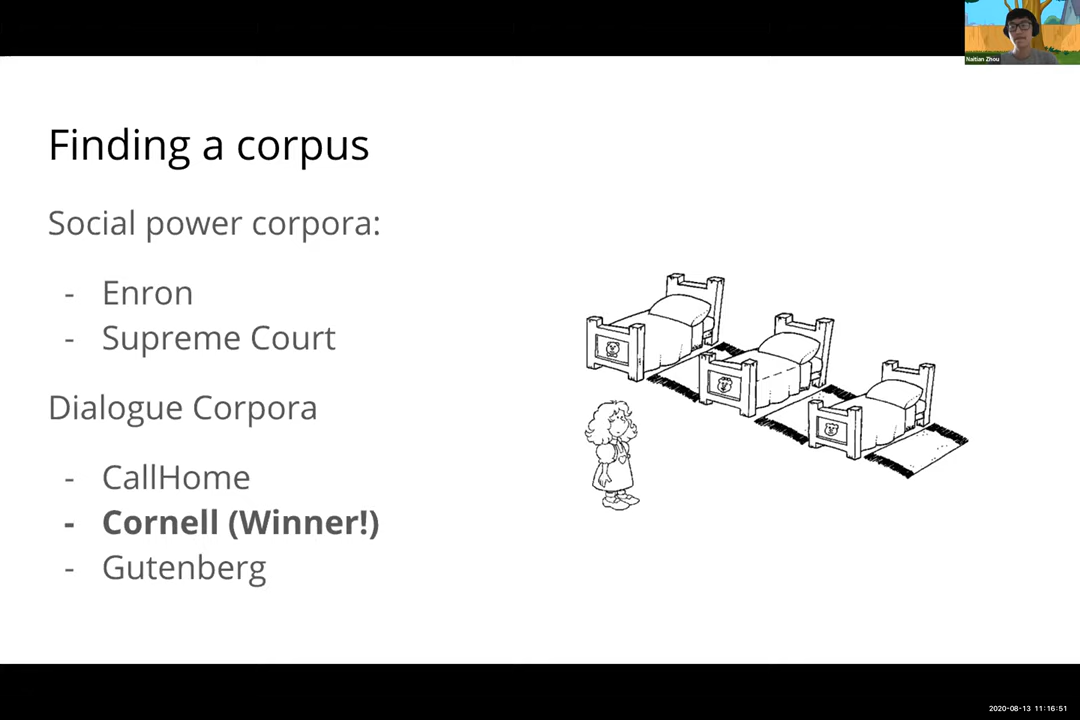 Naitian Zhou
Finding a corpus
Social power corpora:
- Enron
- Supreme Court
Dialogue Corpora
- CallHome
- Cornell (Winner!)
- Gutenberg
2020-08-13 11:16:51